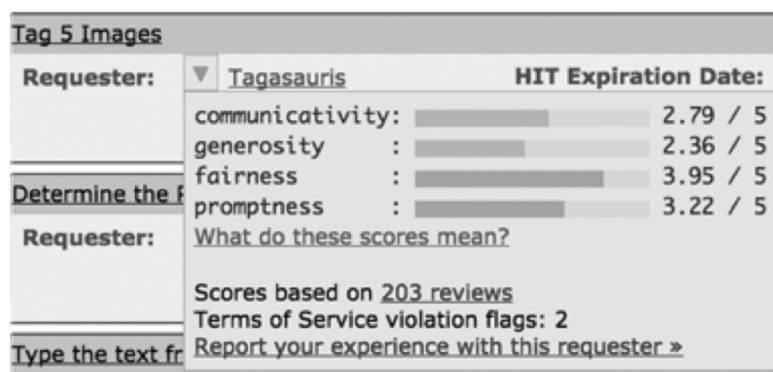 Tag 5 Images
Requester: ▼ Tagasauris HIT Expiration Date:
communicativity: 2.79 / 5
generosity : 2.36 / 5
fairness : 3.95 / 5
promptness : 3.22 / 5
What do these scores mean?
Scores based on 203 reviews
Terms of Service violation flags: 2
Report your experience with this requester »
Determine the
Requester:
Type the text fr